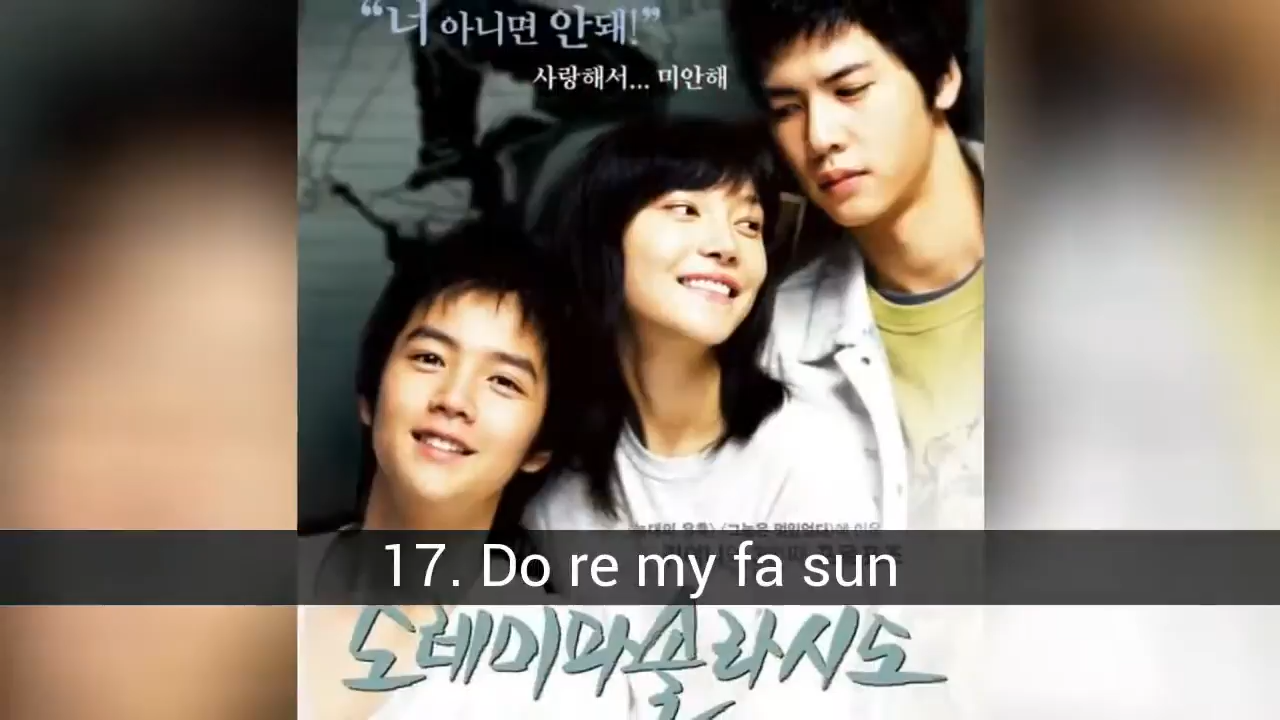 “너 아니면 안돼!”
사랑해서... 미안해
17. Do re my fa sun
도레미파솔라시도